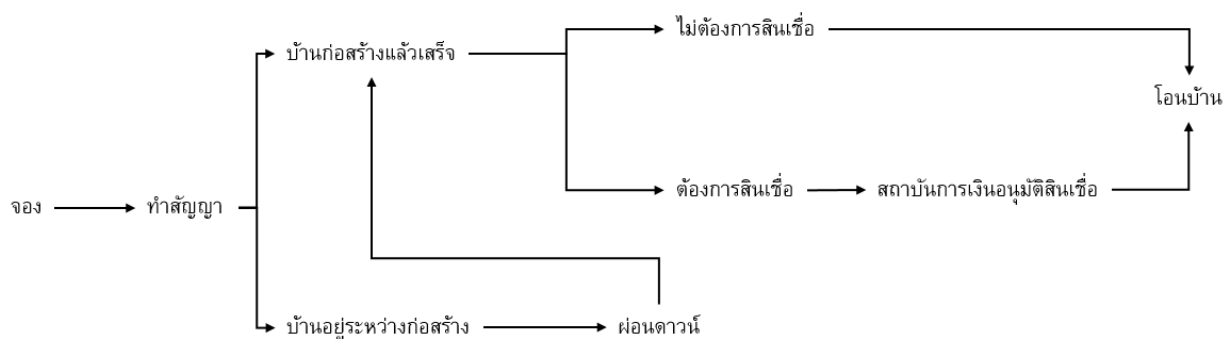 ไม่ต้องการสินเชื่อ
บ้านก่อสร้างแล้วเสร็จ
โอนบ้าน
ต้องการสินเชื่อ
สถาบันการเงินอนุมัติสินเชื่อ
จอง
ทำสัญญา
บ้านอยู่ระหว่างก่อสร้าง
ผ่อนดาวน์